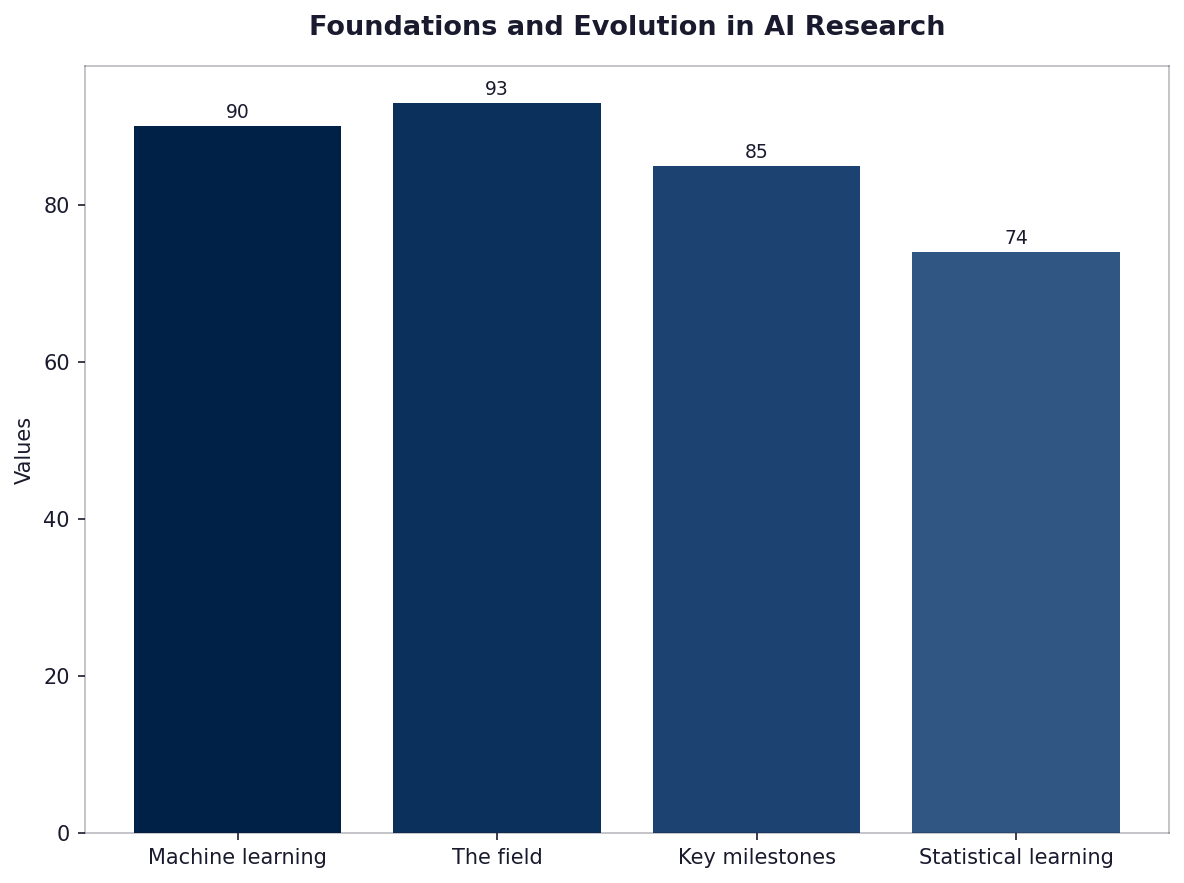 Foundations and Evolution in AI Research
90
93
85
74
80
60
40
20
0
Values
Machine learning
The field
Key milestones
Statistical learning